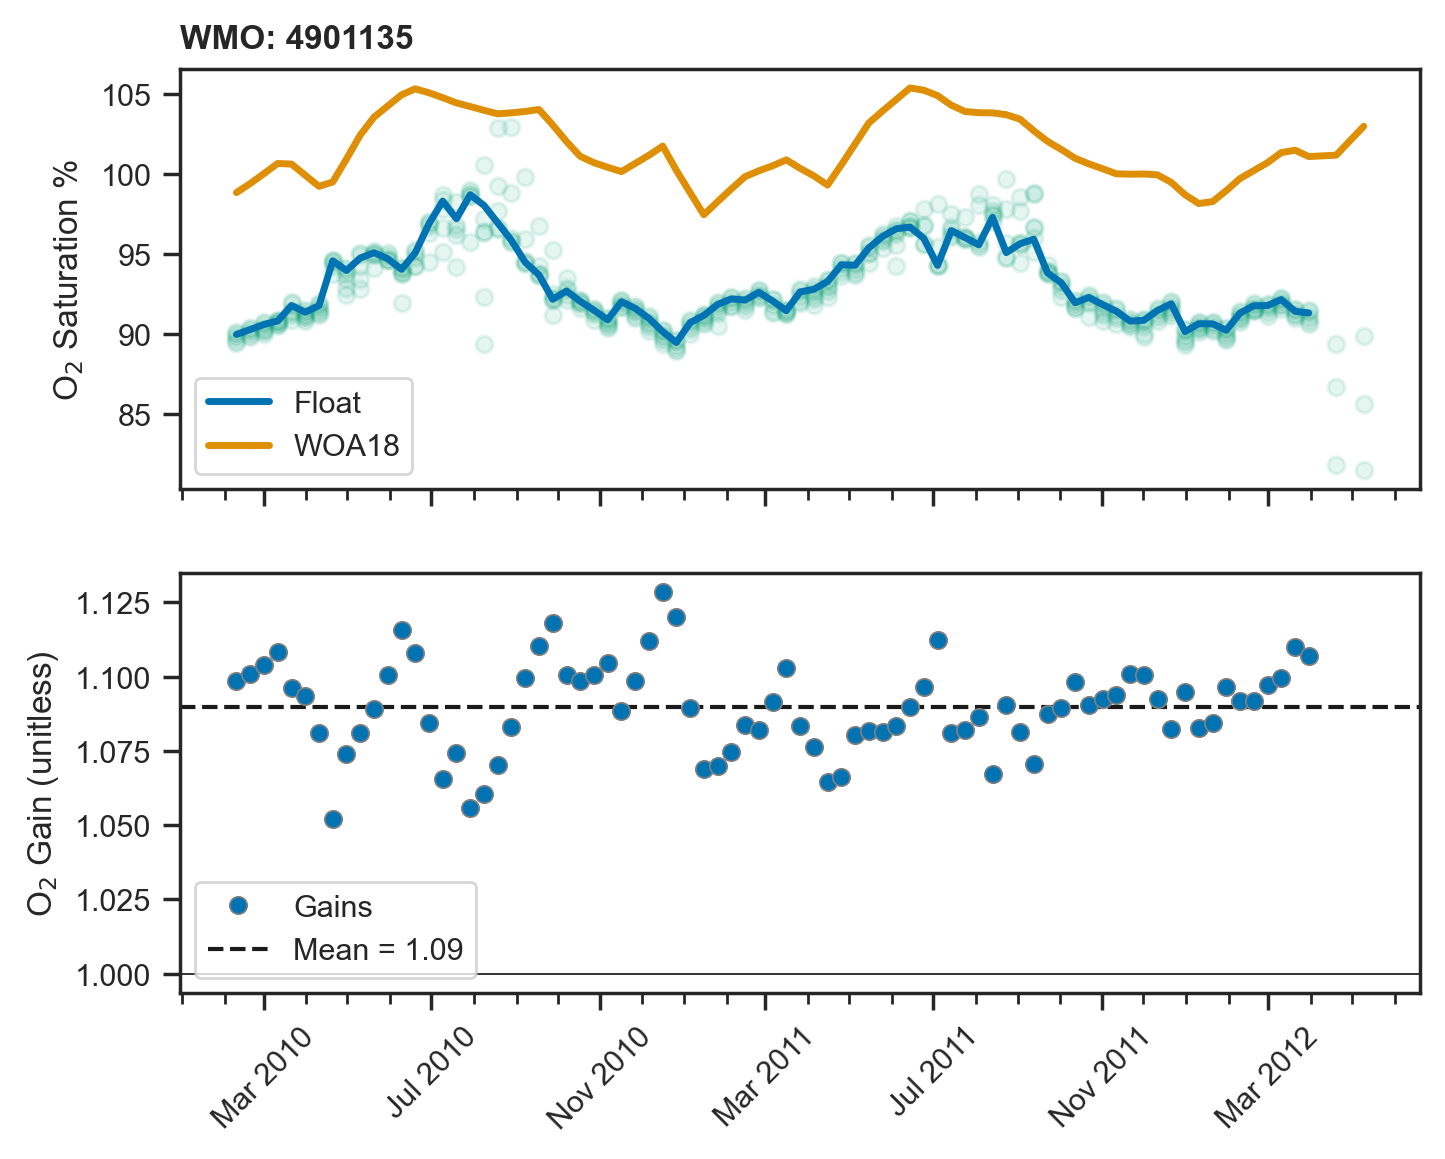 WMO: 4901135
O₂ Saturation %
105
100
95
90
85
Float
WOA18
O₂ Gain (unitless)
1.125
1.100
1.075
1.050
1.025
1.000
Gains
Mean = 1.09
Mar 2010
Jul 2010
Nov 2010
Mar 2011
Jul 2011
Nov 2011
Mar 2012